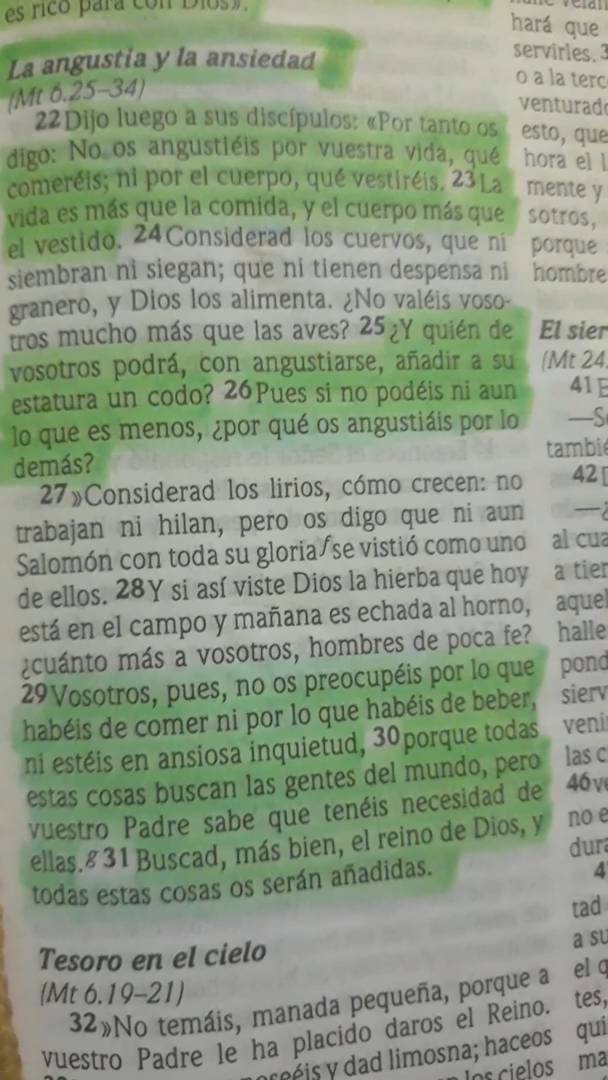 es rico para con Dios».
La angustia y la ansiedad
(Mt 6.25–34)
22 Dijo luego a sus discípulos: «Por tanto os
digo: No os angustiéis por vuestra vida, qué
comeréis; ni por el cuerpo, qué vestiréis. 23 La
vida es más que la comida, y el cuerpo más que
el vestido. 24 Considerad los cuervos, que ni
siembran ni siegan; que ni tienen despensa ni
granero, y Dios los alimenta. ¿No valéis voso-
tros mucho más que las aves? 25 ¿Y quién de
vosotros podrá, con angustiarse, añadir a su
estatura un codo? 26 Pues si no podéis ni aun
lo que es menos, ¿por qué os angustiáis por lo
demás?
27 »Considerad los lirios, cómo crecen: no
trabajan ni hilan, pero os digo que ni aun
Salomón con toda su gloria f se vistió como uno
de ellos. 28 Y si así viste Dios la hierba que hoy
está en el campo y mañana es echada al horno,
¿cuánto más a vosotros, hombres de poca fe?
29 Vosotros, pues, no os preocupéis por lo que
habéis de comer ni por lo que habéis de beber,
ni estéis en ansiosa inquietud, 30 porque todas
estas cosas buscan las gentes del mundo, pero
vuestro Padre sabe que tenéis necesidad de
ellas. g 31 Buscad, más bien, el reino de Dios, y
todas estas cosas os serán añadidas.
Tesoro en el cielo
(Mt 6.19–21)
32 »No temáis, manada pequeña, porque a
vuestro Padre le ha placido daros el Reino.
y dad limosna; haceos
los cielos
hará que
servirles. 3
o a la terc
venturado
esto, que
hora el l
mente y
sotros,
porque
hombre
El sier
(Mt 24.
41
también
42
al cua
a tier
aquel
halle
pond
sierv
veni
las c
46 v
no e
dura
4
tad
a su
el q
tes,
qui
ma